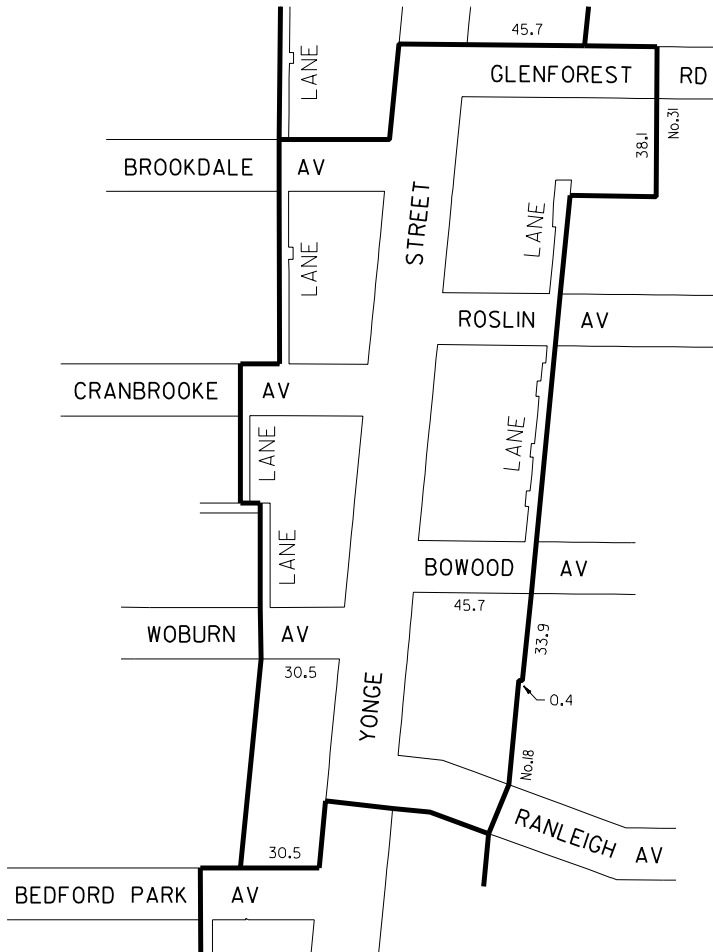 45.7
LANE
GLENFOREST RD
No.31
38.1
BROOKDALE AV
STREET
LANE
LANE
ROSLIN AV
CRANBROOKE AV
LANE
LANE
LANE
BOWOOD AV
45.7
WOBURN AV
33.9
30.5
YONGE
0.4
No.18
RANLEIGH AV
30.5
BEDFORD PARK AV